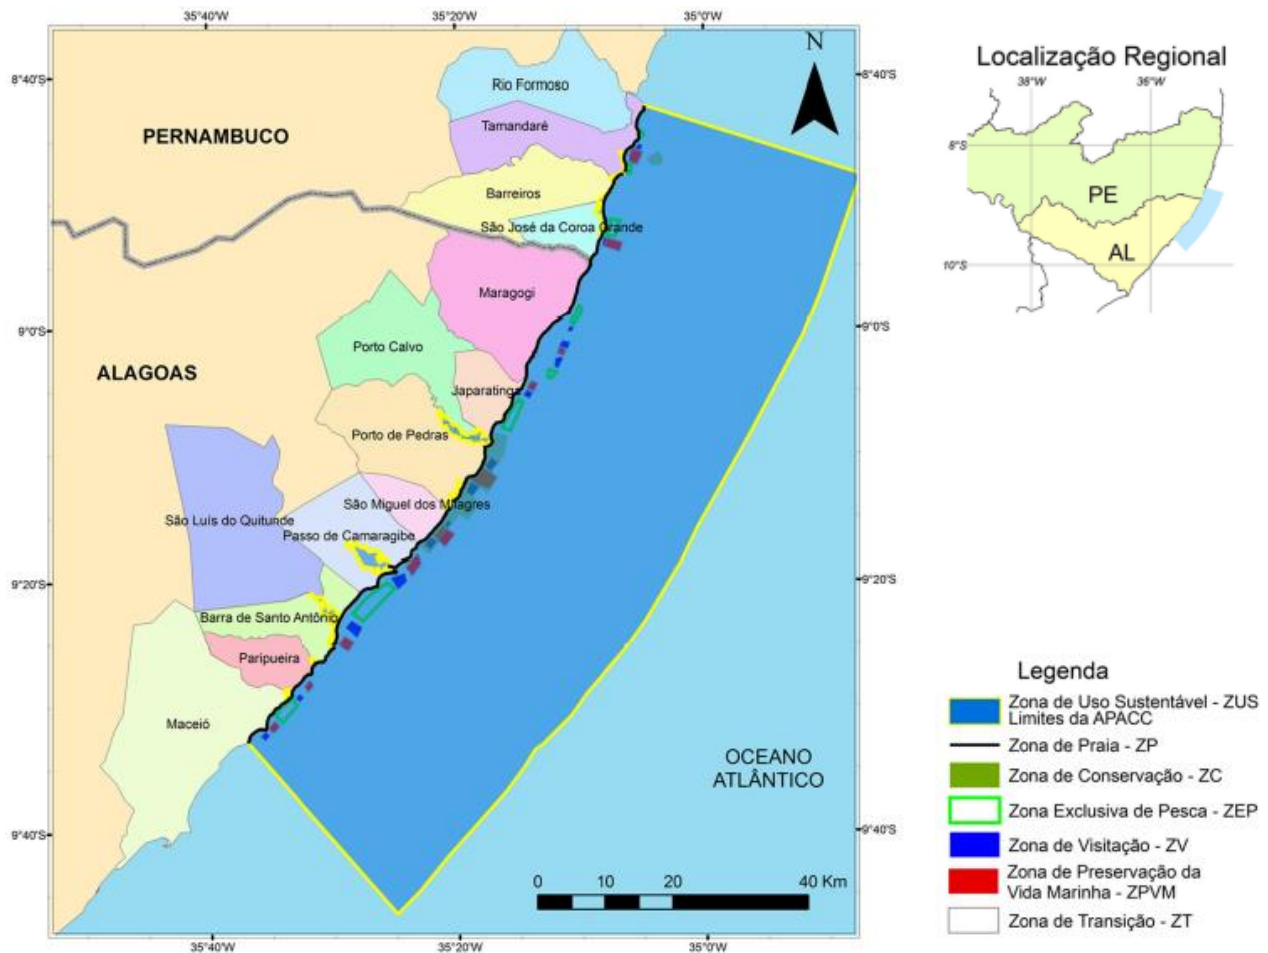 35°40'W
35°20'W
35°0'W
8°40'S
8°40'S
9°0'S
9°0'S
9°20'S
9°20'S
9°40'S
9°40'S
35°40'W
35°20'W
35°0'W
N
PERNAMBUCO
ALAGOAS
Rio Formoso
Tamandaré
Barreiros
São José da Coroa Grande
Maragogi
Porto Calvo
Japaratinga
Porto de Pedras
São Miguel dos Milagres
São Luís do Quitunde
Passo de Camaragibe
Barra de Santo Antônio
Paripueira
Maceió
OCEANO
ATLÂNTICO
0 10 20 40 Km
Localização Regional
38°W
36°W
8°S
10°S
PE
AL
Legenda
Zona de Uso Sustentável - ZUS
Limites da APACC
Zona de Praia - ZP
Zona de Conservação - ZC
Zona Exclusiva de Pesca - ZEP
Zona de Visitação - ZV
Zona de Preservação da
Vida Marinha - ZPVM
Zona de Transição - ZT